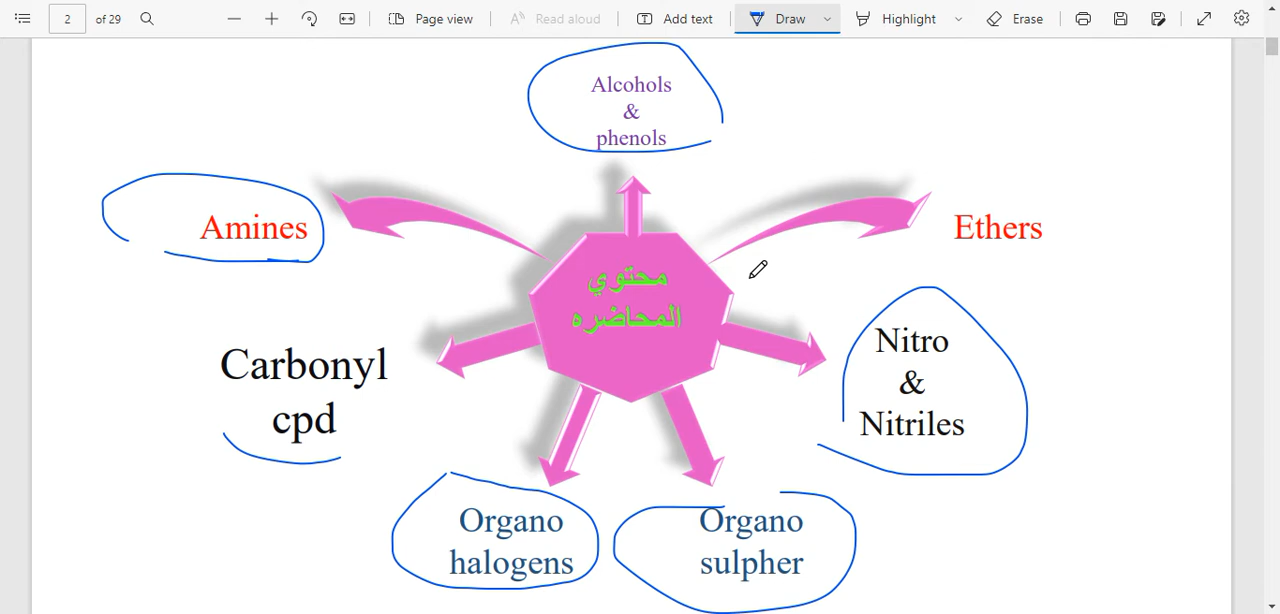 2 of 29 Page view Read aloud Add text Draw Highlight Erase
Alcohols
&
phenols
Amines
Ethers
محتوي
المحاضره
Nitro
&
Nitriles
Carbonyl
cpd
Organo
halogens
Organo
sulpher